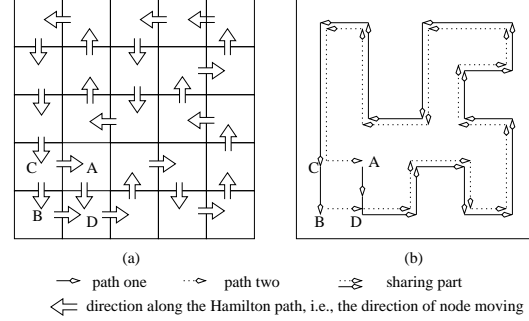 C A C A
B D B D
(a) (b)
path one path two sharing part
direction along the Hamilton path, i.e., the direction of node moving